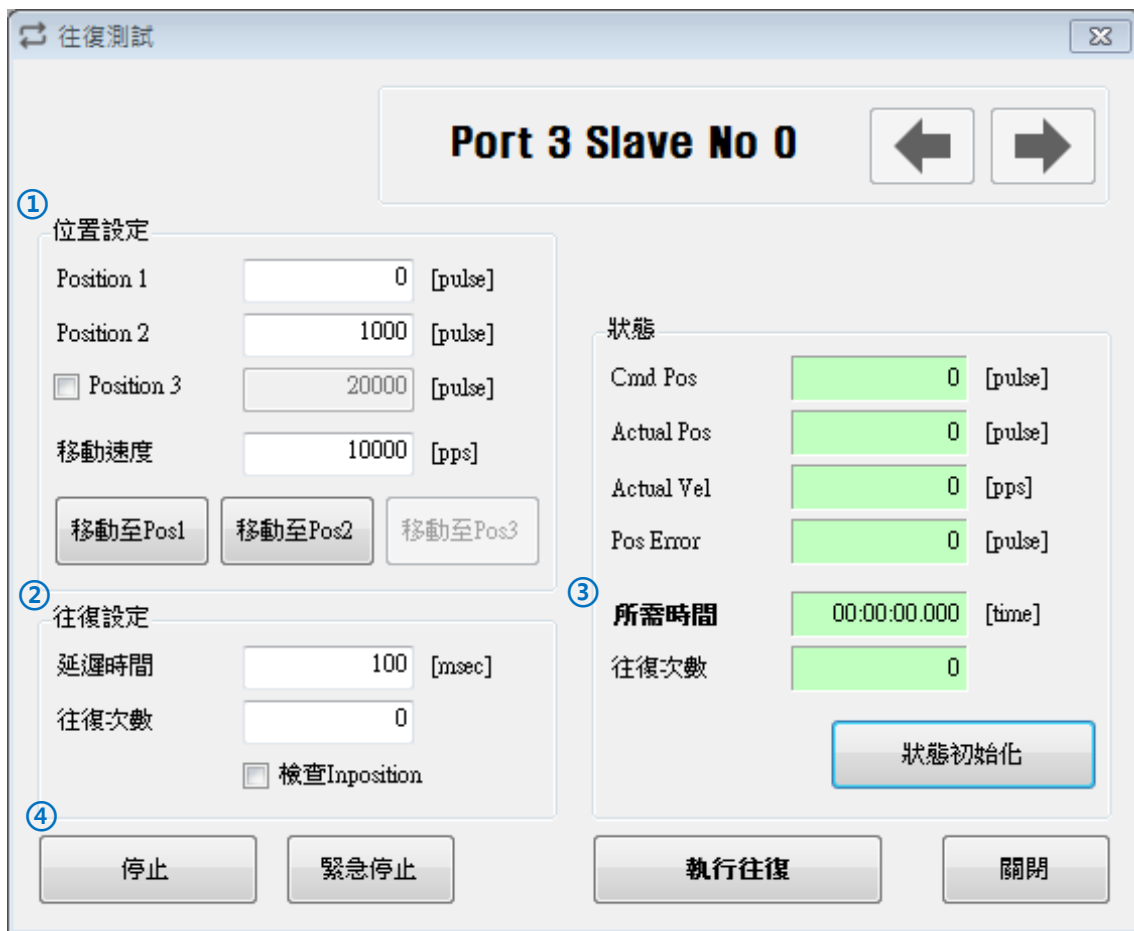 往復測試
Port 3 Slave No 0
①
位置設定
Position 1 0 [pulse]
Position 2 1000 [pulse]
Position 3 20000 [pulse]
移動速度 10000 [pps]
移動至Pos1 移動至Pos2 移動至Pos3
②
往復設定
延遲時間 100 [msec]
往復次數 0
檢查Inposition
③
狀態
Cmd Pos 0 [pulse]
Actual Pos 0 [pulse]
Actual Vel 0 [pps]
Pos Error 0 [pulse]
所需時間 00:00:00.000 [time]
往復次數 0
狀態初始化
④
停止 緊急停止 執行往復 關閉